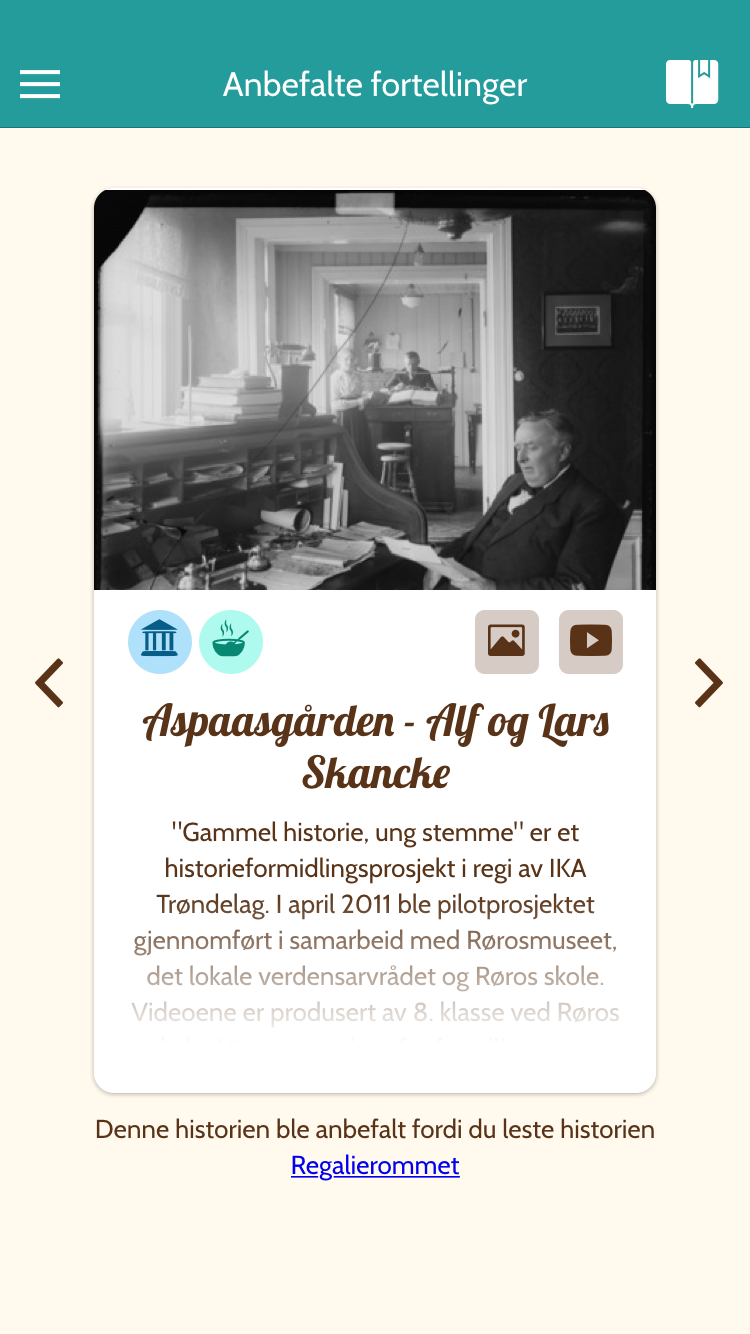 Anbefalte fortellinger
Aspaasgården - Alf og Lars
Skancke
"Gammel historie, ung stemme" er et
historieformidlingsprosjekt i regi av IKA
Trøndelag. I april 2011 ble pilotprosjektet
gjennomført i samarbeid med Rørosmuseet,
det lokale verdensarvrådet og Røros skole.
Videoene er produsert av 8. klasse ved Røros
Denne historien ble anbefalt fordi du leste historien
Regalierommet